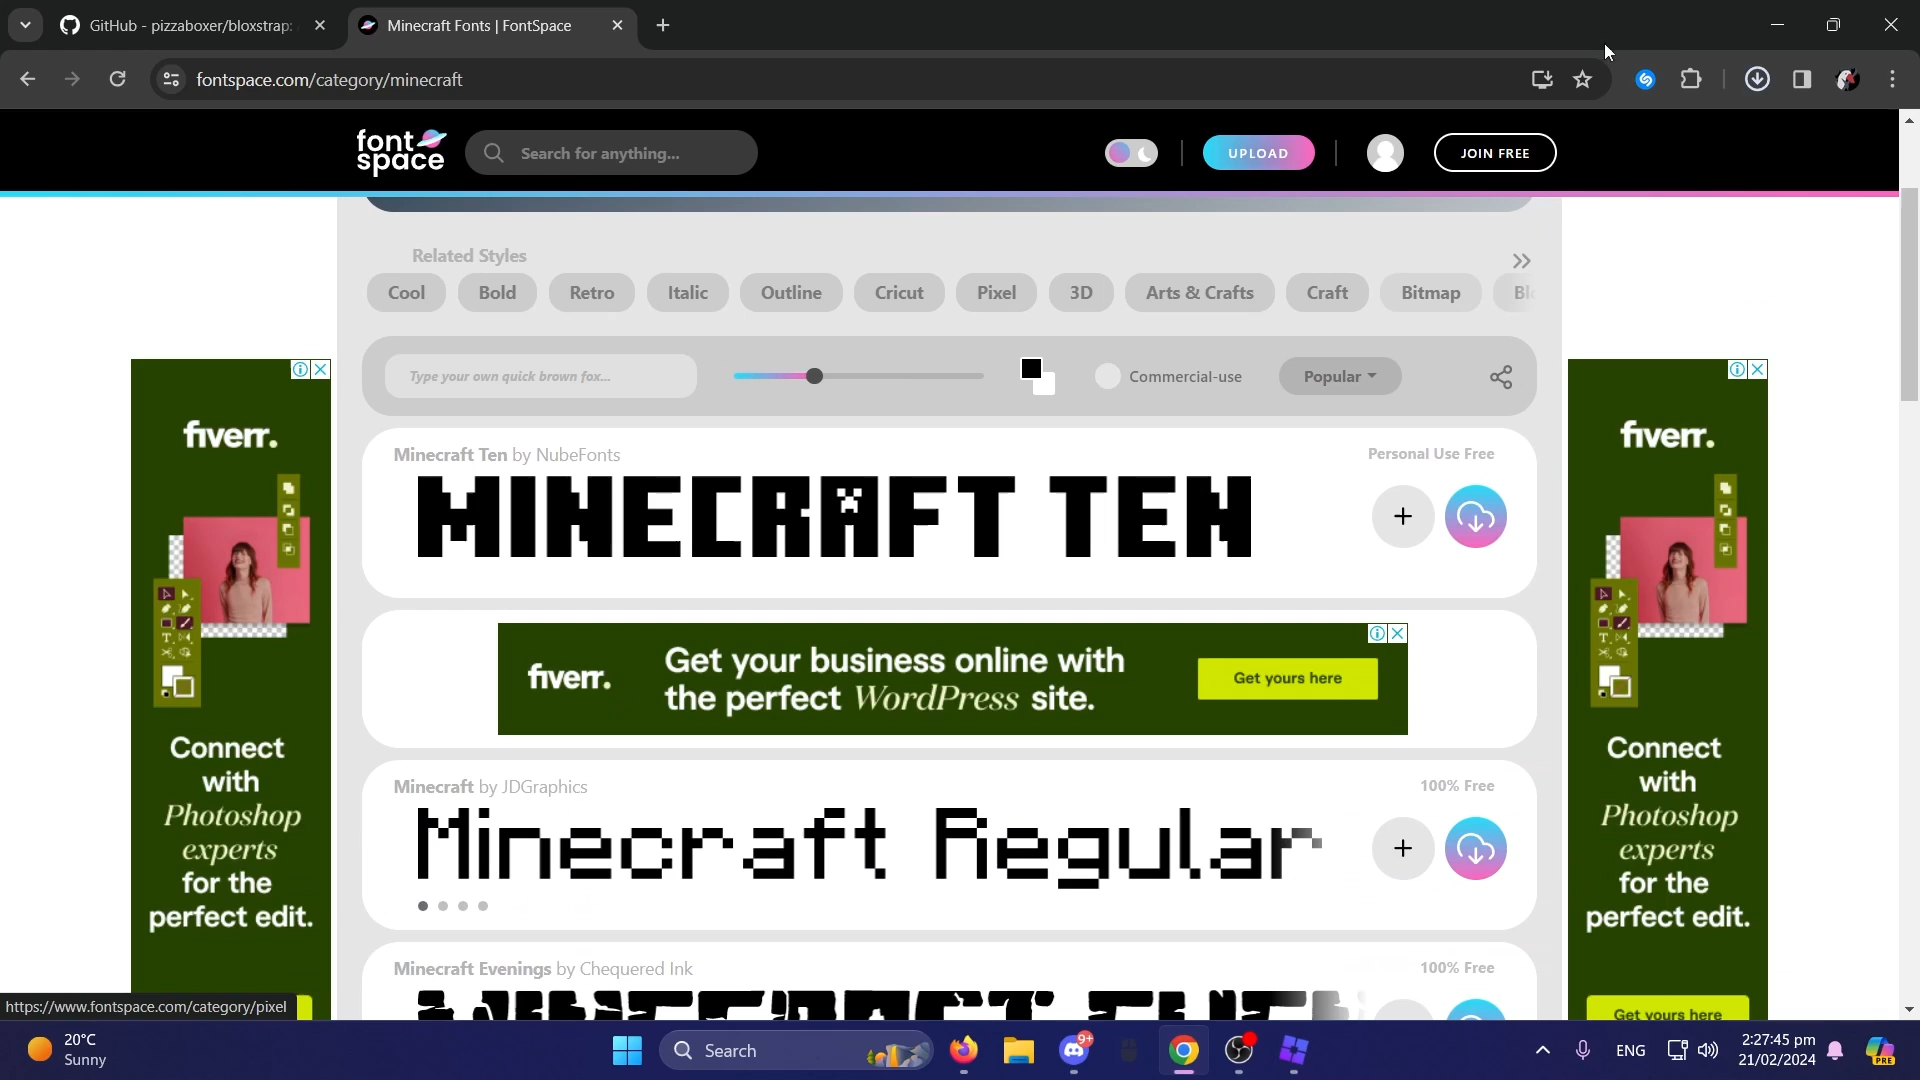 GitHub - pizzaboxer/bloxstrap:
Minecraft Fonts | FontSpace
fontspace.com/category/minecraft
font
space
Search for anything...
UPLOAD
JOIN FREE
Related Styles
Cool
Bold
Retro
Italic
Outline
Cricut
Pixel
3D
Arts & Crafts
Craft
Bitmap
Blo
Type your own quick brown fox...
Commercial-use
Popular
Minecraft Ten by NubeFonts
Personal Use Free
MINECRAFT TEN
fiverr.
Get your business online with
the perfect WordPress site.
Get yours here
Minecraft by JDGraphics
100% Free
Minecraft Regular
Minecraft Evenings by Chequered Ink
100% Free
fiverr.
Connect
with
Photoshop
experts
for the
perfect edit.
fiverr.
Connect
with
Photoshop
experts
for the
perfect edit.
Get yours here
https://www.fontspace.com/category/pixel
20°C
Sunny
Search
9+
ENG
2:27:45 pm
21/02/2024
PRE